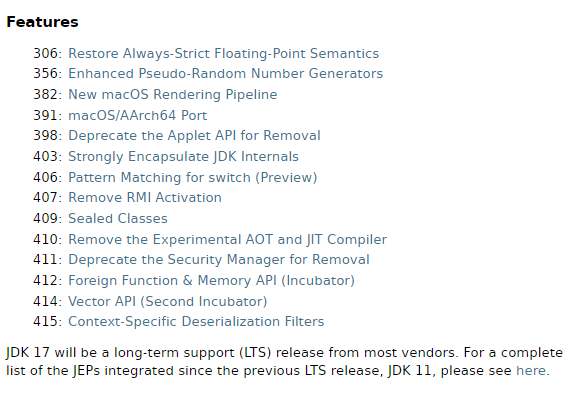 Features
306: Restore Always-Strict Floating-Point Semantics
356: Enhanced Pseudo-Random Number Generators
382: New macOS Rendering Pipeline
391: macOS/AArch64 Port
398: Deprecate the Applet API for Removal
403: Strongly Encapsulate JDK Internals
406: Pattern Matching for switch (Preview)
407: Remove RMI Activation
409: Sealed Classes
410: Remove the Experimental AOT and JIT Compiler
411: Deprecate the Security Manager for Removal
412: Foreign Function & Memory API (Incubator)
414: Vector API (Second Incubator)
415: Context-Specific Deserialization Filters
JDK 17 will be a long-term support (LTS) release from most vendors. For a complete
list of the JEPs integrated since the previous LTS release, JDK 11, please see here.